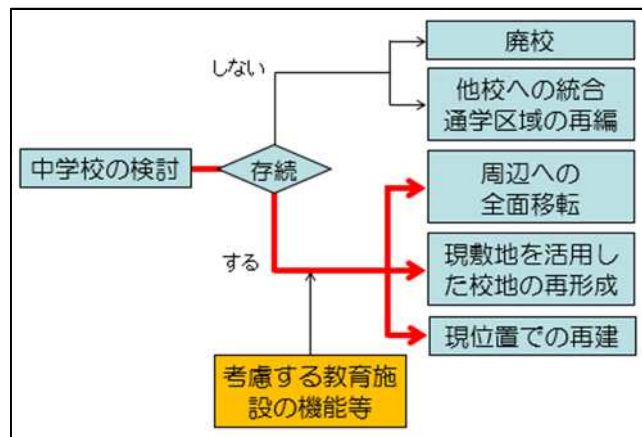 廃校
しない
他校への統合
通学区域の再編
中学校の検討
存続
周辺への
全面移転
する
現敷地を活用し
た校地の再形成
現位置での再建
考慮する教育施
設の機能等